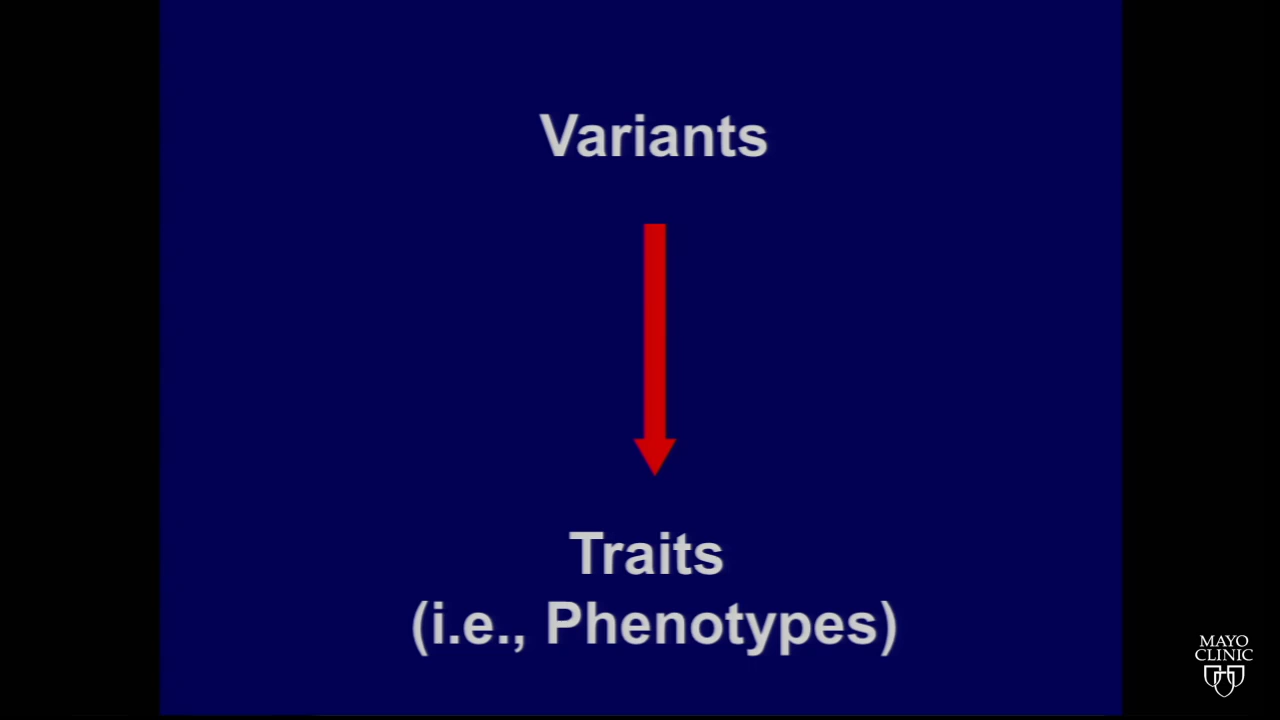 Variants
Traits
(i.e., Phenotypes)
MAYO
CLINIC